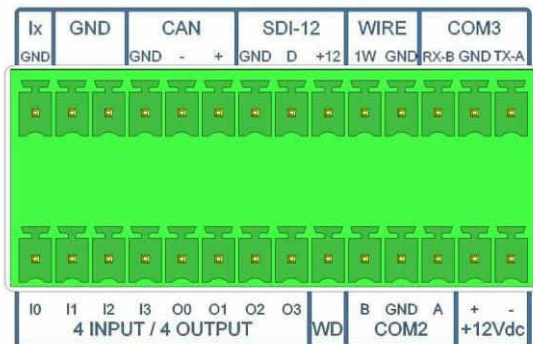 Ix GND CAN SDI-12 WIRE COM3
GND GND - + GND D +12 1W GND RX-B GND TX-A
I0 I1 I2 I3 O0 O1 O2 O3 B GND A + -
4 INPUT / 4 OUTPUT WD COM2 +12Vdc